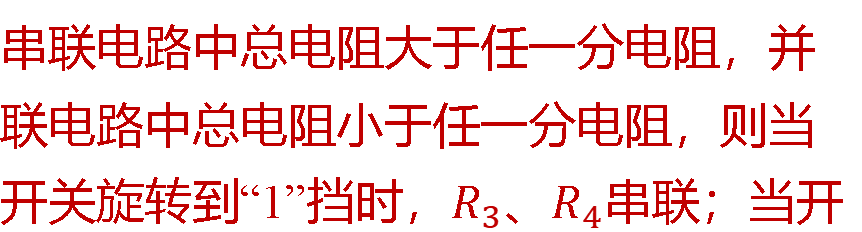 串联电路中总电阻大于任一分电阻，并
联电路中总电阻小于任一分电阻，则当
开关旋转到“1”挡时，R₃、R₄串联；当开